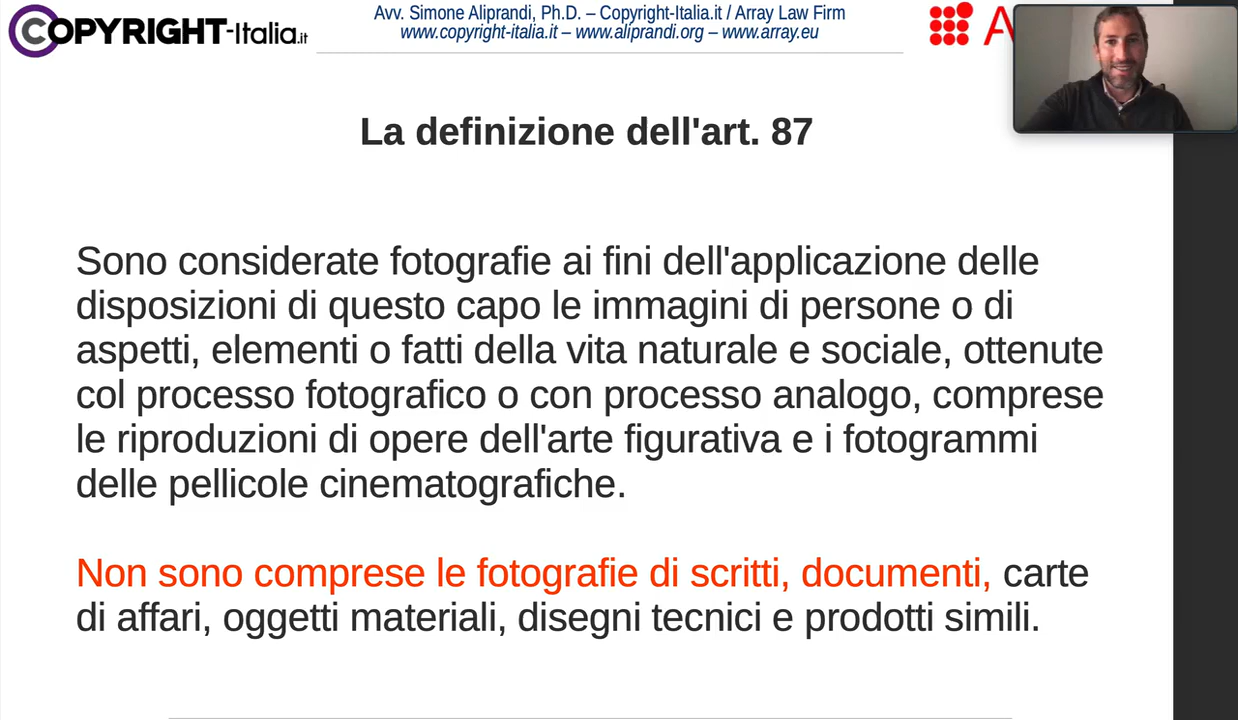 COPYRIGHT-Italia.it
Avv. Simone Aliprandi, Ph.D. – Copyright-Italia.it / Array Law Firm
www.copyright-italia.it – www.aliprandi.org – www.array.eu
A
La definizione dell'art. 87
Sono considerate fotografie ai fini dell'applicazione delle
disposizioni di questo capo le immagini di persone o di
aspetti, elementi o fatti della vita naturale e sociale, ottenute
col processo fotografico o con processo analogo, comprese
le riproduzioni di opere dell'arte figurativa e i fotogrammi
delle pellicole cinematografiche.
Non sono comprese le fotografie di scritti, documenti, carte
di affari, oggetti materiali, disegni tecnici e prodotti simili.